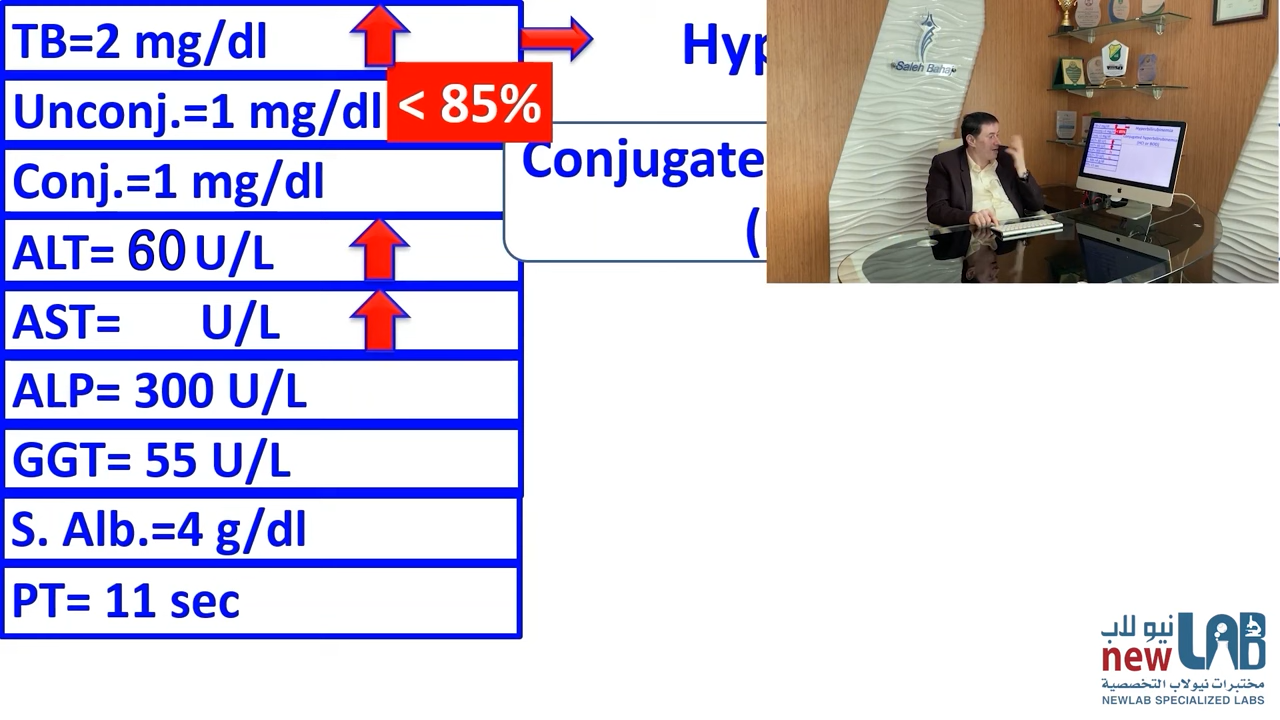 TB=2 mg/dl
Unconj.=1 mg/dl
< 85%
Conj.=1 mg/dl
ALT= 60 U/L
AST= U/L
ALP= 300 U/L
GGT= 55 U/L
S. Alb.=4 g/dl
PT= 11 sec
Hyp
Conjugate
(
Saleh Bahaj
نيو لاب
new LAB
مختبرات نيولاب التخصصية
NEWLAB SPECIALIZED LABS